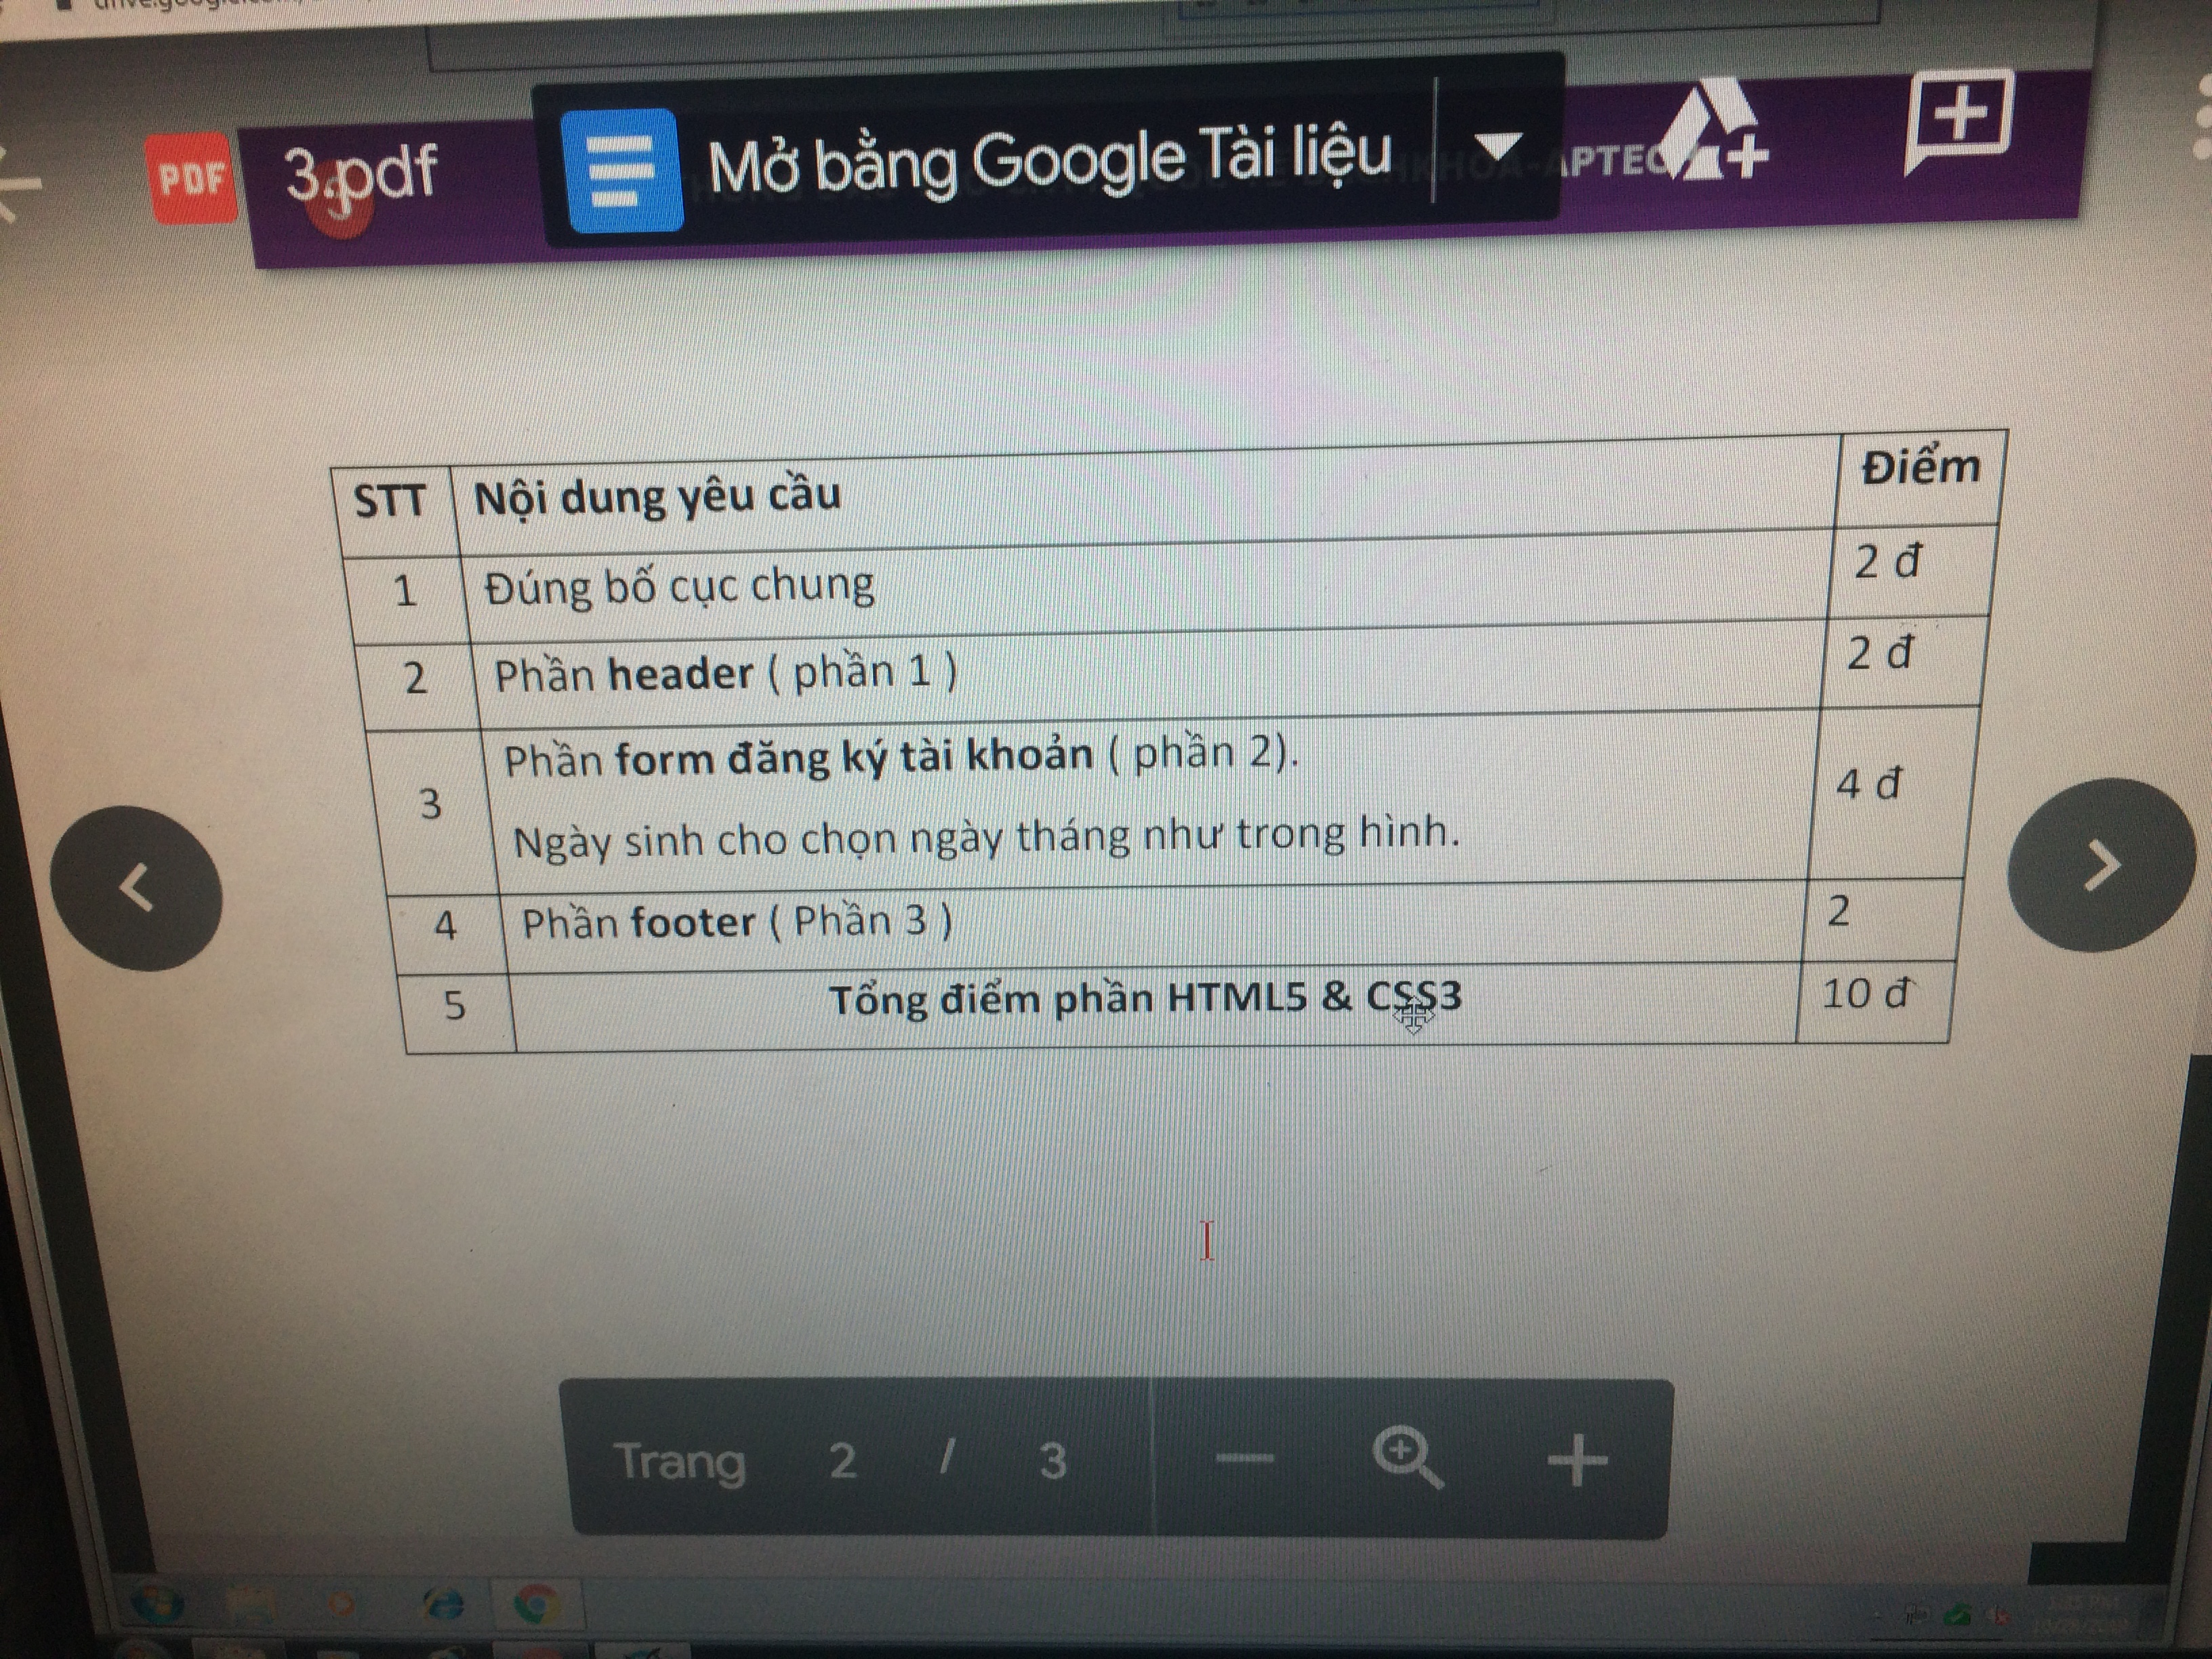 PDF
3.pdf
Mở bằng Google Tài liệu
STT Nội dung yêu cầu Điểm
1 Đúng bố cục chung 2 đ
2 Phần header ( phần 1 ) 2 đ
3 Phần form đăng ký tài khoản ( phần 2). 4 đ
Ngày sinh cho chọn ngày tháng như trong hình.
4 Phần footer ( Phần 3 ) 2
5 Tổng điểm phần HTML5 & CSS3 10 đ
Trang 2 / 3